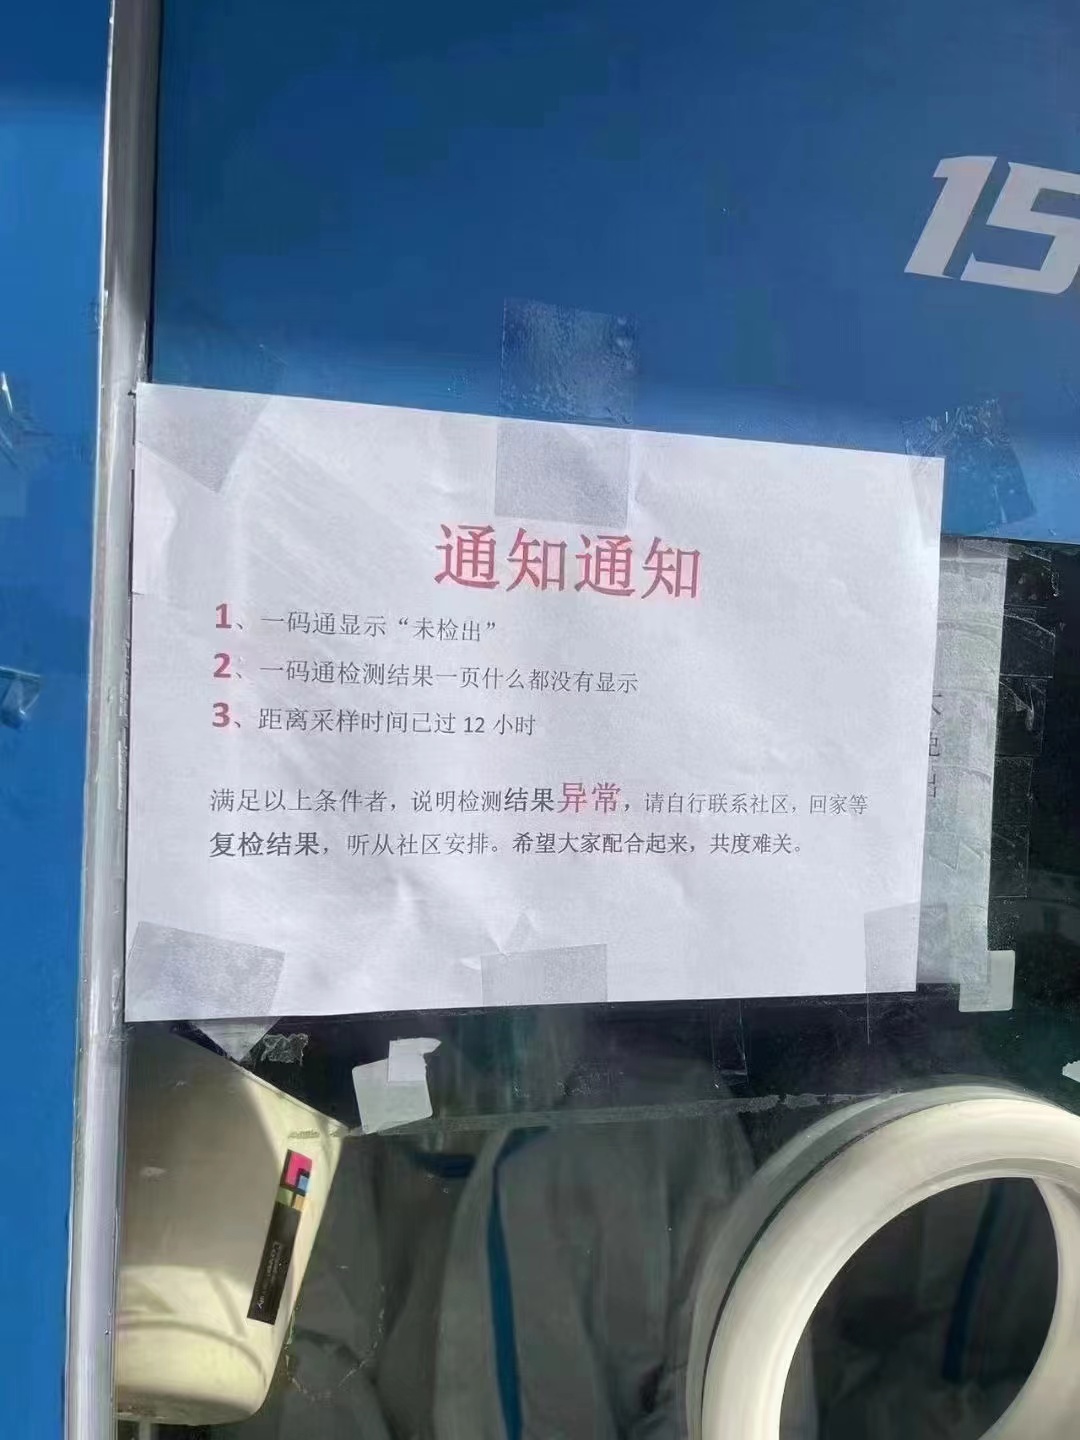 15
通知通知
1、一码通显示“未检出”
2、一码通检测结果一页什么都没有显示
3、距离采样时间已过 12 小时
满足以上条件者，说明检测结果异常，请自行联系社区，回家等
复检结果，听从社区安排。希望大家配合起来，共度难关。